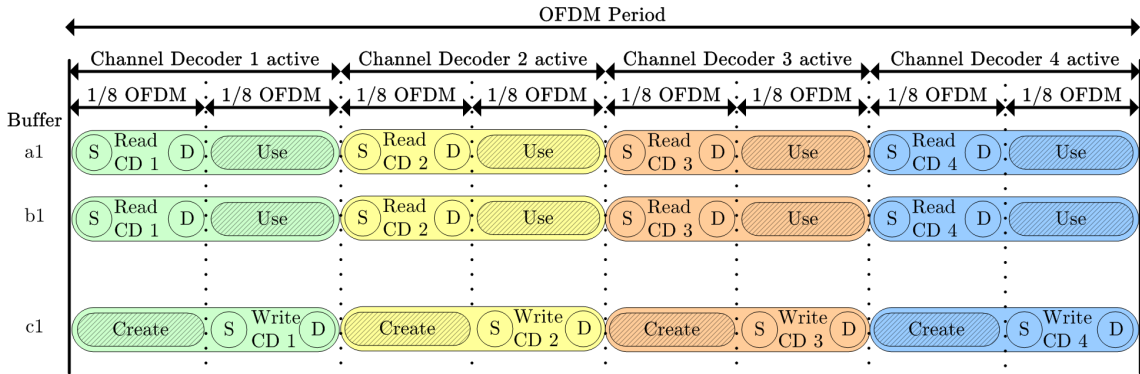 OFDM Period
Channel Decoder 1 active Channel Decoder 2 active Channel Decoder 3 active Channel Decoder 4 active
1/8 OFDM 1/8 OFDM 1/8 OFDM 1/8 OFDM 1/8 OFDM 1/8 OFDM 1/8 OFDM 1/8 OFDM
Buffer
a1 S Read CD 1 D Use S Read CD 2 D Use S Read CD 3 D Use S Read CD 4 D Use
b1 S Read CD 1 D Use S Read CD 2 D Use S Read CD 3 D Use S Read CD 4 D Use
c1 Create S Write CD 1 D Create S Write CD 2 D Create S Write CD 3 D Create S Write CD 4 D